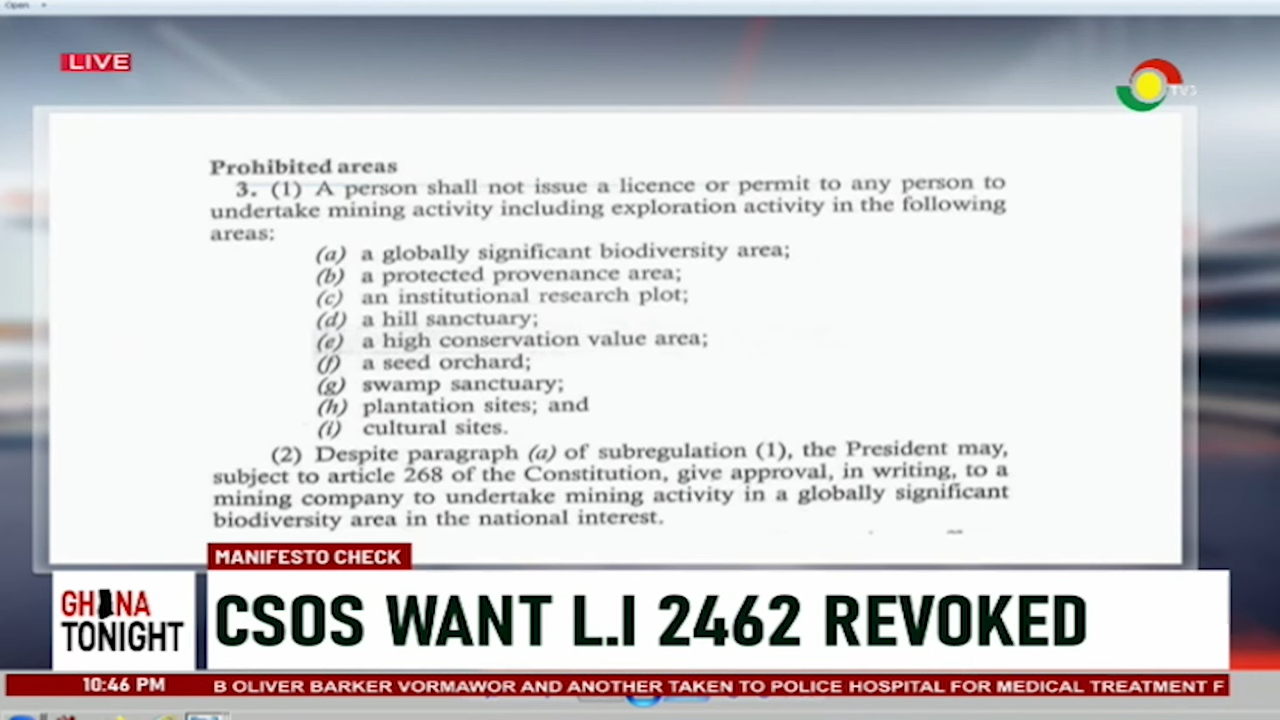 Open
LIVE
TV3
Prohibited areas
3. (1) A person shall not issue a licence or permit to any person to
undertake mining activity including exploration activity in the following
areas:
(a) a globally significant biodiversity area;
(b) a protected provenance area;
(c) an institutional research plot;
(d) a hill sanctuary;
(e) a high conservation value area;
(f) a seed orchard;
(g) swamp sanctuary;
(h) plantation sites; and
(i) cultural sites.
(2) Despite paragraph (a) of subregulation (1), the President may,
subject to article 268 of the Constitution, give approval, in writing, to a
mining company to undertake mining activity in a globally significant
biodiversity area in the national interest.
MANIFESTO CHECK
GHANA
TONIGHT
CSOS WANT L.I 2462 REVOKED
10:46 PM
B OLIVER BARKER VORMAWOR AND ANOTHER TAKEN TO POLICE HOSPITAL FOR MEDICAL TREATMENT F